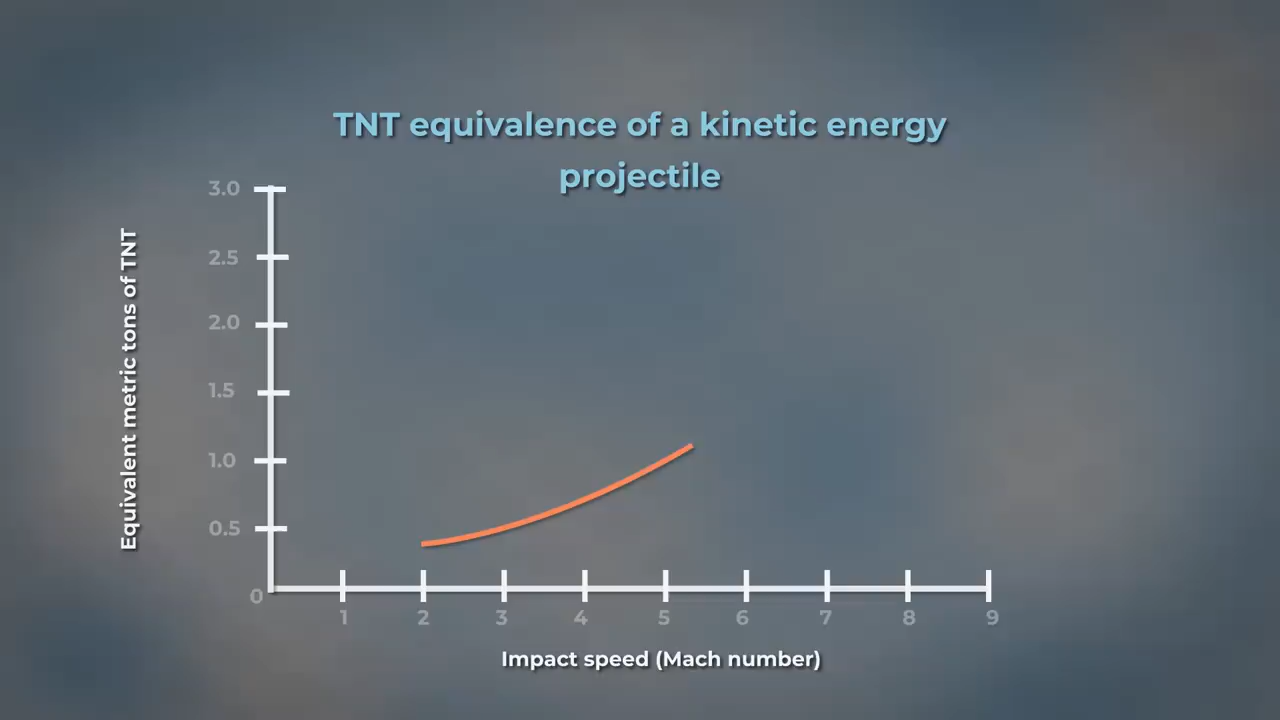 TNT equivalence of a kinetic energy
projectile
Equivalent metric tons of TNT
3.0
2.5
2.0
1.5
1.0
0.5
0
1 2 3 4 5 6 7 8 9
Impact speed (Mach number)